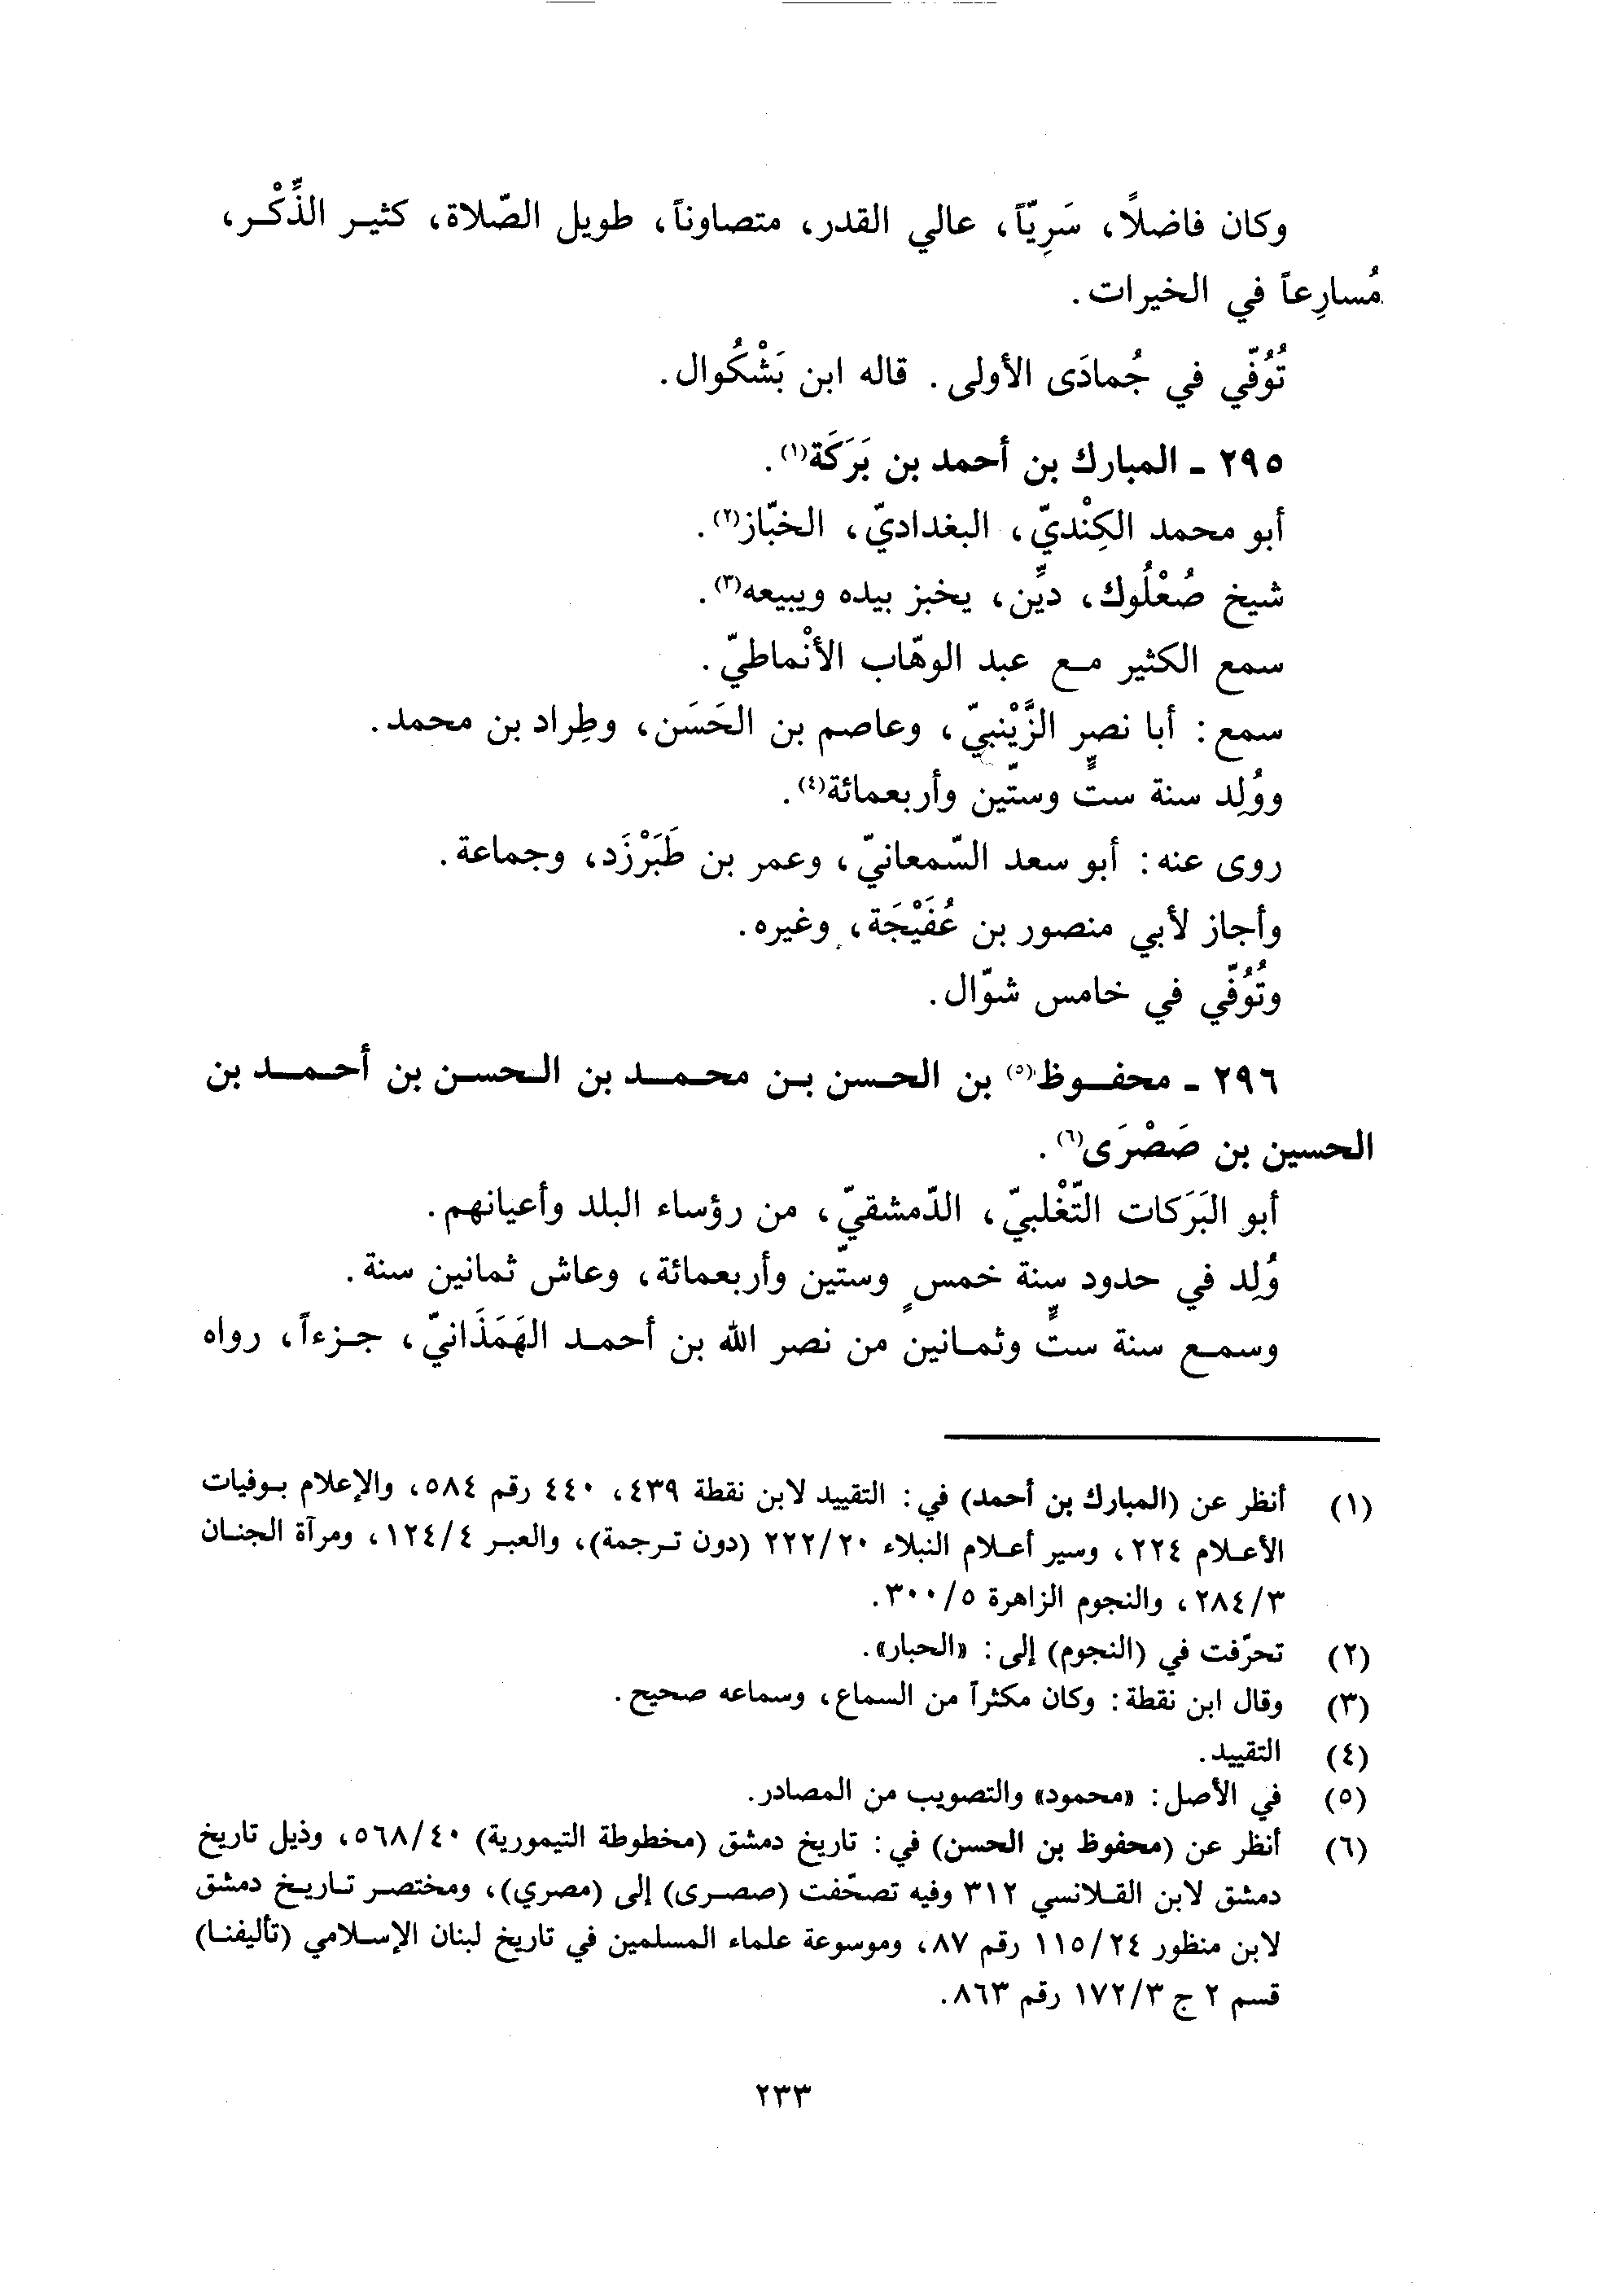 وكان فاضلًا، سَرِيّاً، عالي القدر، متصاوناً، طويل الصّلاة، كثير الذِّكْر،
مُسارِعاً في الخيرات.
تُوُفّي في جُمادَى الأولى. قاله ابن بَشْكُوال.
٢٩٥ ـ المبارك بن أحمد بن بَرَكَة(١).
أبو محمد الكِنْديّ، البغداديّ، الخبّاز(٢).
شيخ صُعْلُوك، ديِّن، يخبز بيده ويبيعه(٣).
سمع الكثير مع عبد الوهّاب الأنْماطيّ.
سمع: أبا نصرٍ الزَّيْنبيّ، وعاصم بن الحَسَن، وطِراد بن محمد.
ووُلِد سنة ستٍّ وستّين وأربعمائة(٤).
روى عنه: أبو سعد السّمعانيّ، وعمر بن طَبَرْزَد، وجماعة.
وأجاز لأبي منصور بن عُفَيْجَة، وغيره.
وتُوُفّي في خامس شوّال.
٢٩٦ ـ محفوظ(٥) بن الحسن بن محمد بن الحسن بن أحمد بن
الحسين بن صَصْرَى(٦).
أبو البَرَكات التّغْلبيّ، الدّمشقيّ، من رؤساء البلد وأعيانهم.
وُلِد في حدود سنة خمسٍ وستّين وأربعمائة، وعاش ثمانين سنة.
وسمع سنة ستٍّ وثمانين من نصر الله بن أحمد الهَمَذَانيّ، جزءاً، رواه
(١) أنظر عن (المبارك بن أحمد) في: التقييد لابن نقطة ٤٣٩، ٤٤٠ رقم ٥٨٤، والإعلام بوفيات
الأعلام ٢٢٤، وسير أعلام النبلاء ٢٢٢/٢٠ (دون ترجمة)، والعبر ١٢٤/٤، ومرآة الجنان
٢٨٤/٣، والنجوم الزاهرة ٣٠٠/٥.
(٢) تحرّفت في (النجوم) إلى: «الحبار».
(٣) وقال ابن نقطة: وكان مكثراً من السماع، وسماعه صحيح.
(٤) التقييد.
(٥) في الأصل: «محمود» والتصويب من المصادر.
(٦) أنظر عن (محفوظ بن الحسن) في: تاريخ دمشق (مخطوطة التيمورية) ٥٦٨/٤٠، وذيل تاريخ
دمشق لابن القلانسي ٣١٢ وفيه تصحّفت (صصرى) إلى (مصري)، ومختصر تاريخ دمشق
لابن منظور ١١٥/٢٤ رقم ٨٧، وموسوعة علماء المسلمين في تاريخ لبنان الإسلامي (تأليفنا)
قسم ٢ ج ١٧٢/٣ رقم ٨٦٣.
٢٣٣